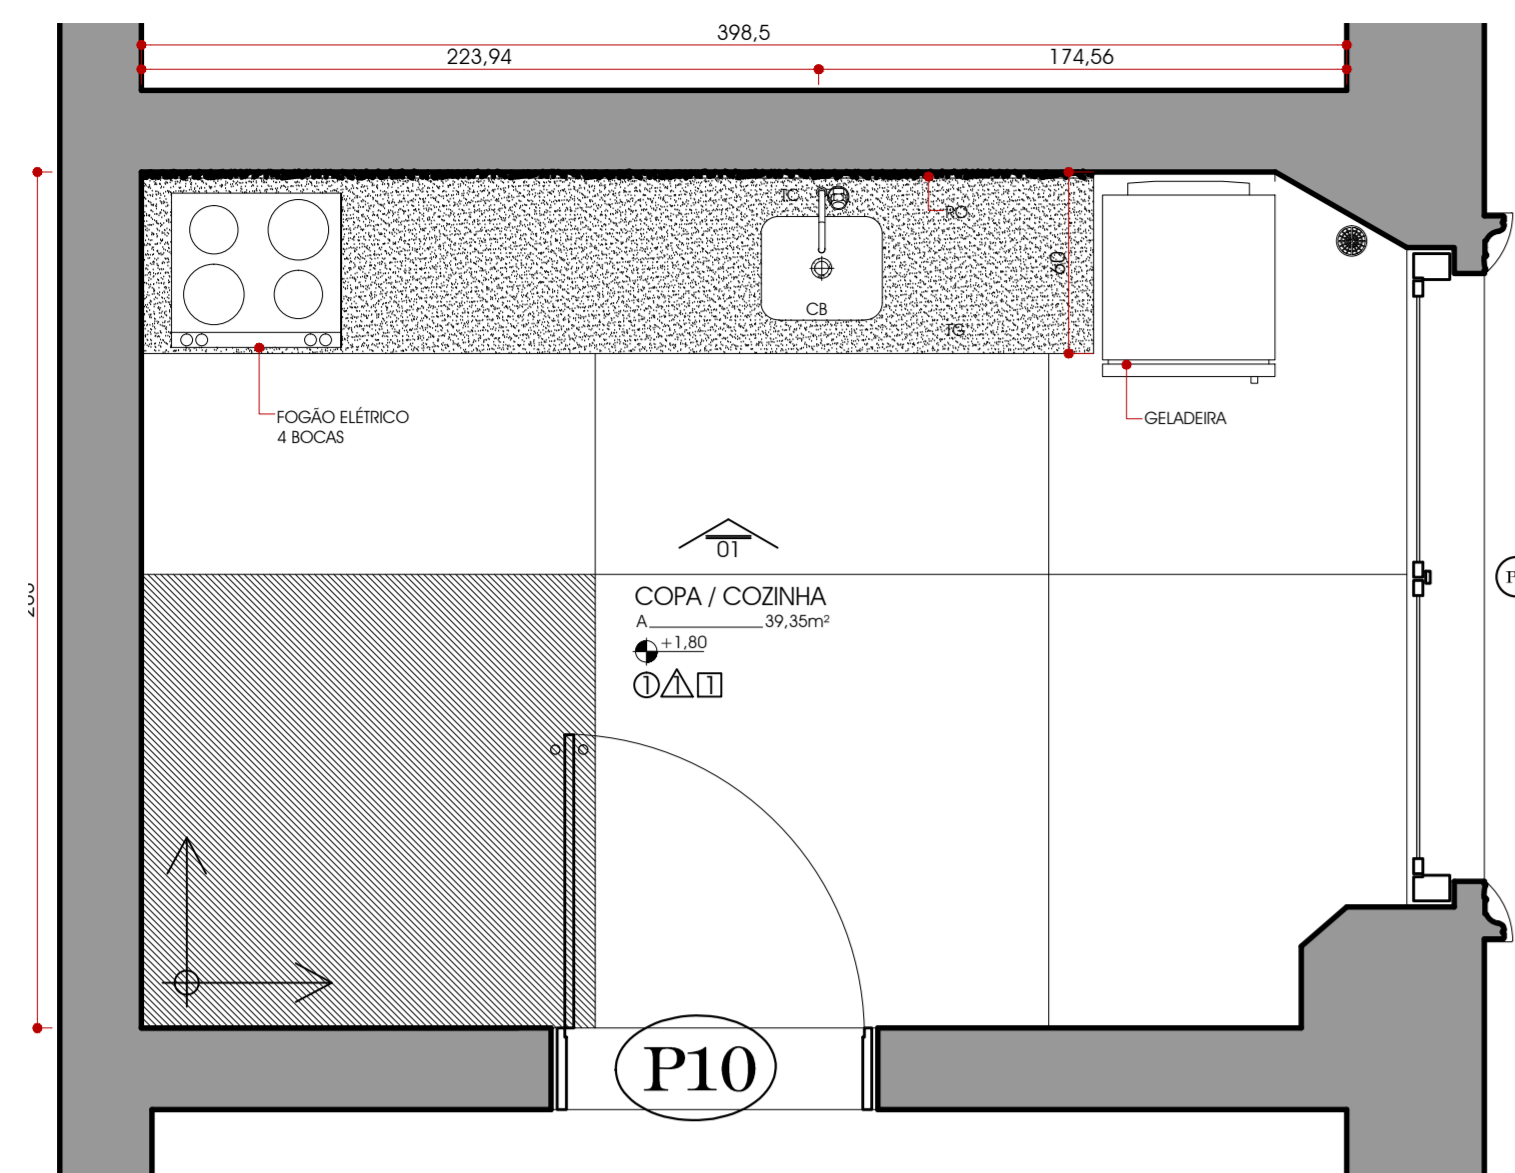 398,5
223,94
174,56
TC
RO
60
CB
TG
FOGÃO ELÉTRICO
4 BOCAS
GELADEIRA
01
COPA / COZINHA
A 39,35m²
+1,80
1 1 1
P10